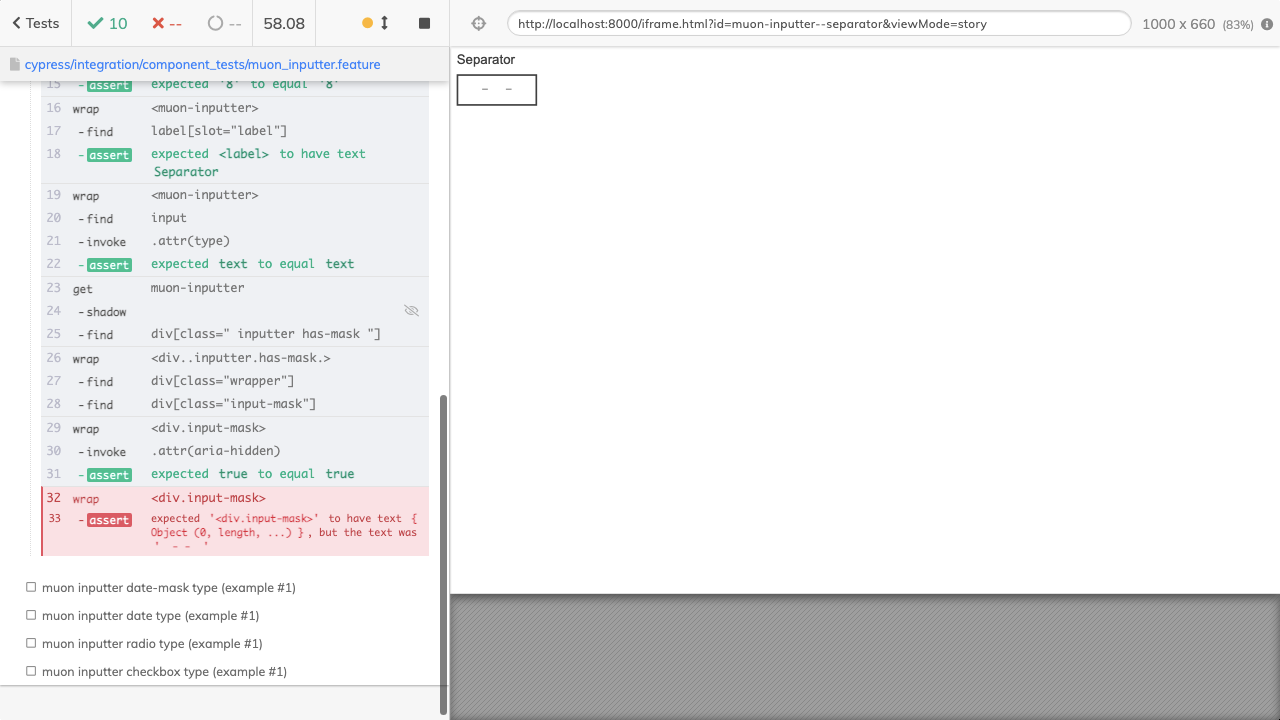 Tests 10 -- -- 58.08
http://localhost:8000/iframe.html?id=muon-inputter--separator&viewMode=story 1000 x 660 (83%)
cypress/integration/component_tests/muon_inputter.feature
15 -assert expected '8' to equal '8'
16 wrap <muon-inputter>
17 -find label[slot="label"]
18 -assert expected <label> to have text
Separator
19 wrap <muon-inputter>
20 -find input
21 -invoke .attr(type)
22 -assert expected text to equal text
23 get muon-inputter
24 -shadow
25 -find div[class=" inputter has-mask "]
26 wrap <div..inputter.has-mask.>
27 -find div[class="wrapper"]
28 -find div[class="input-mask"]
29 wrap <div.input-mask>
30 -invoke .attr(aria-hidden)
31 -assert expected true to equal true
32 wrap <div.input-mask>
33 -assert expected '<div.input-mask>' to have text {
Object (0, length, ...) }, but the text was
'  - -  '
muon inputter date-mask type (example #1)
muon inputter date type (example #1)
muon inputter radio type (example #1)
muon inputter checkbox type (example #1)
Separator
- -